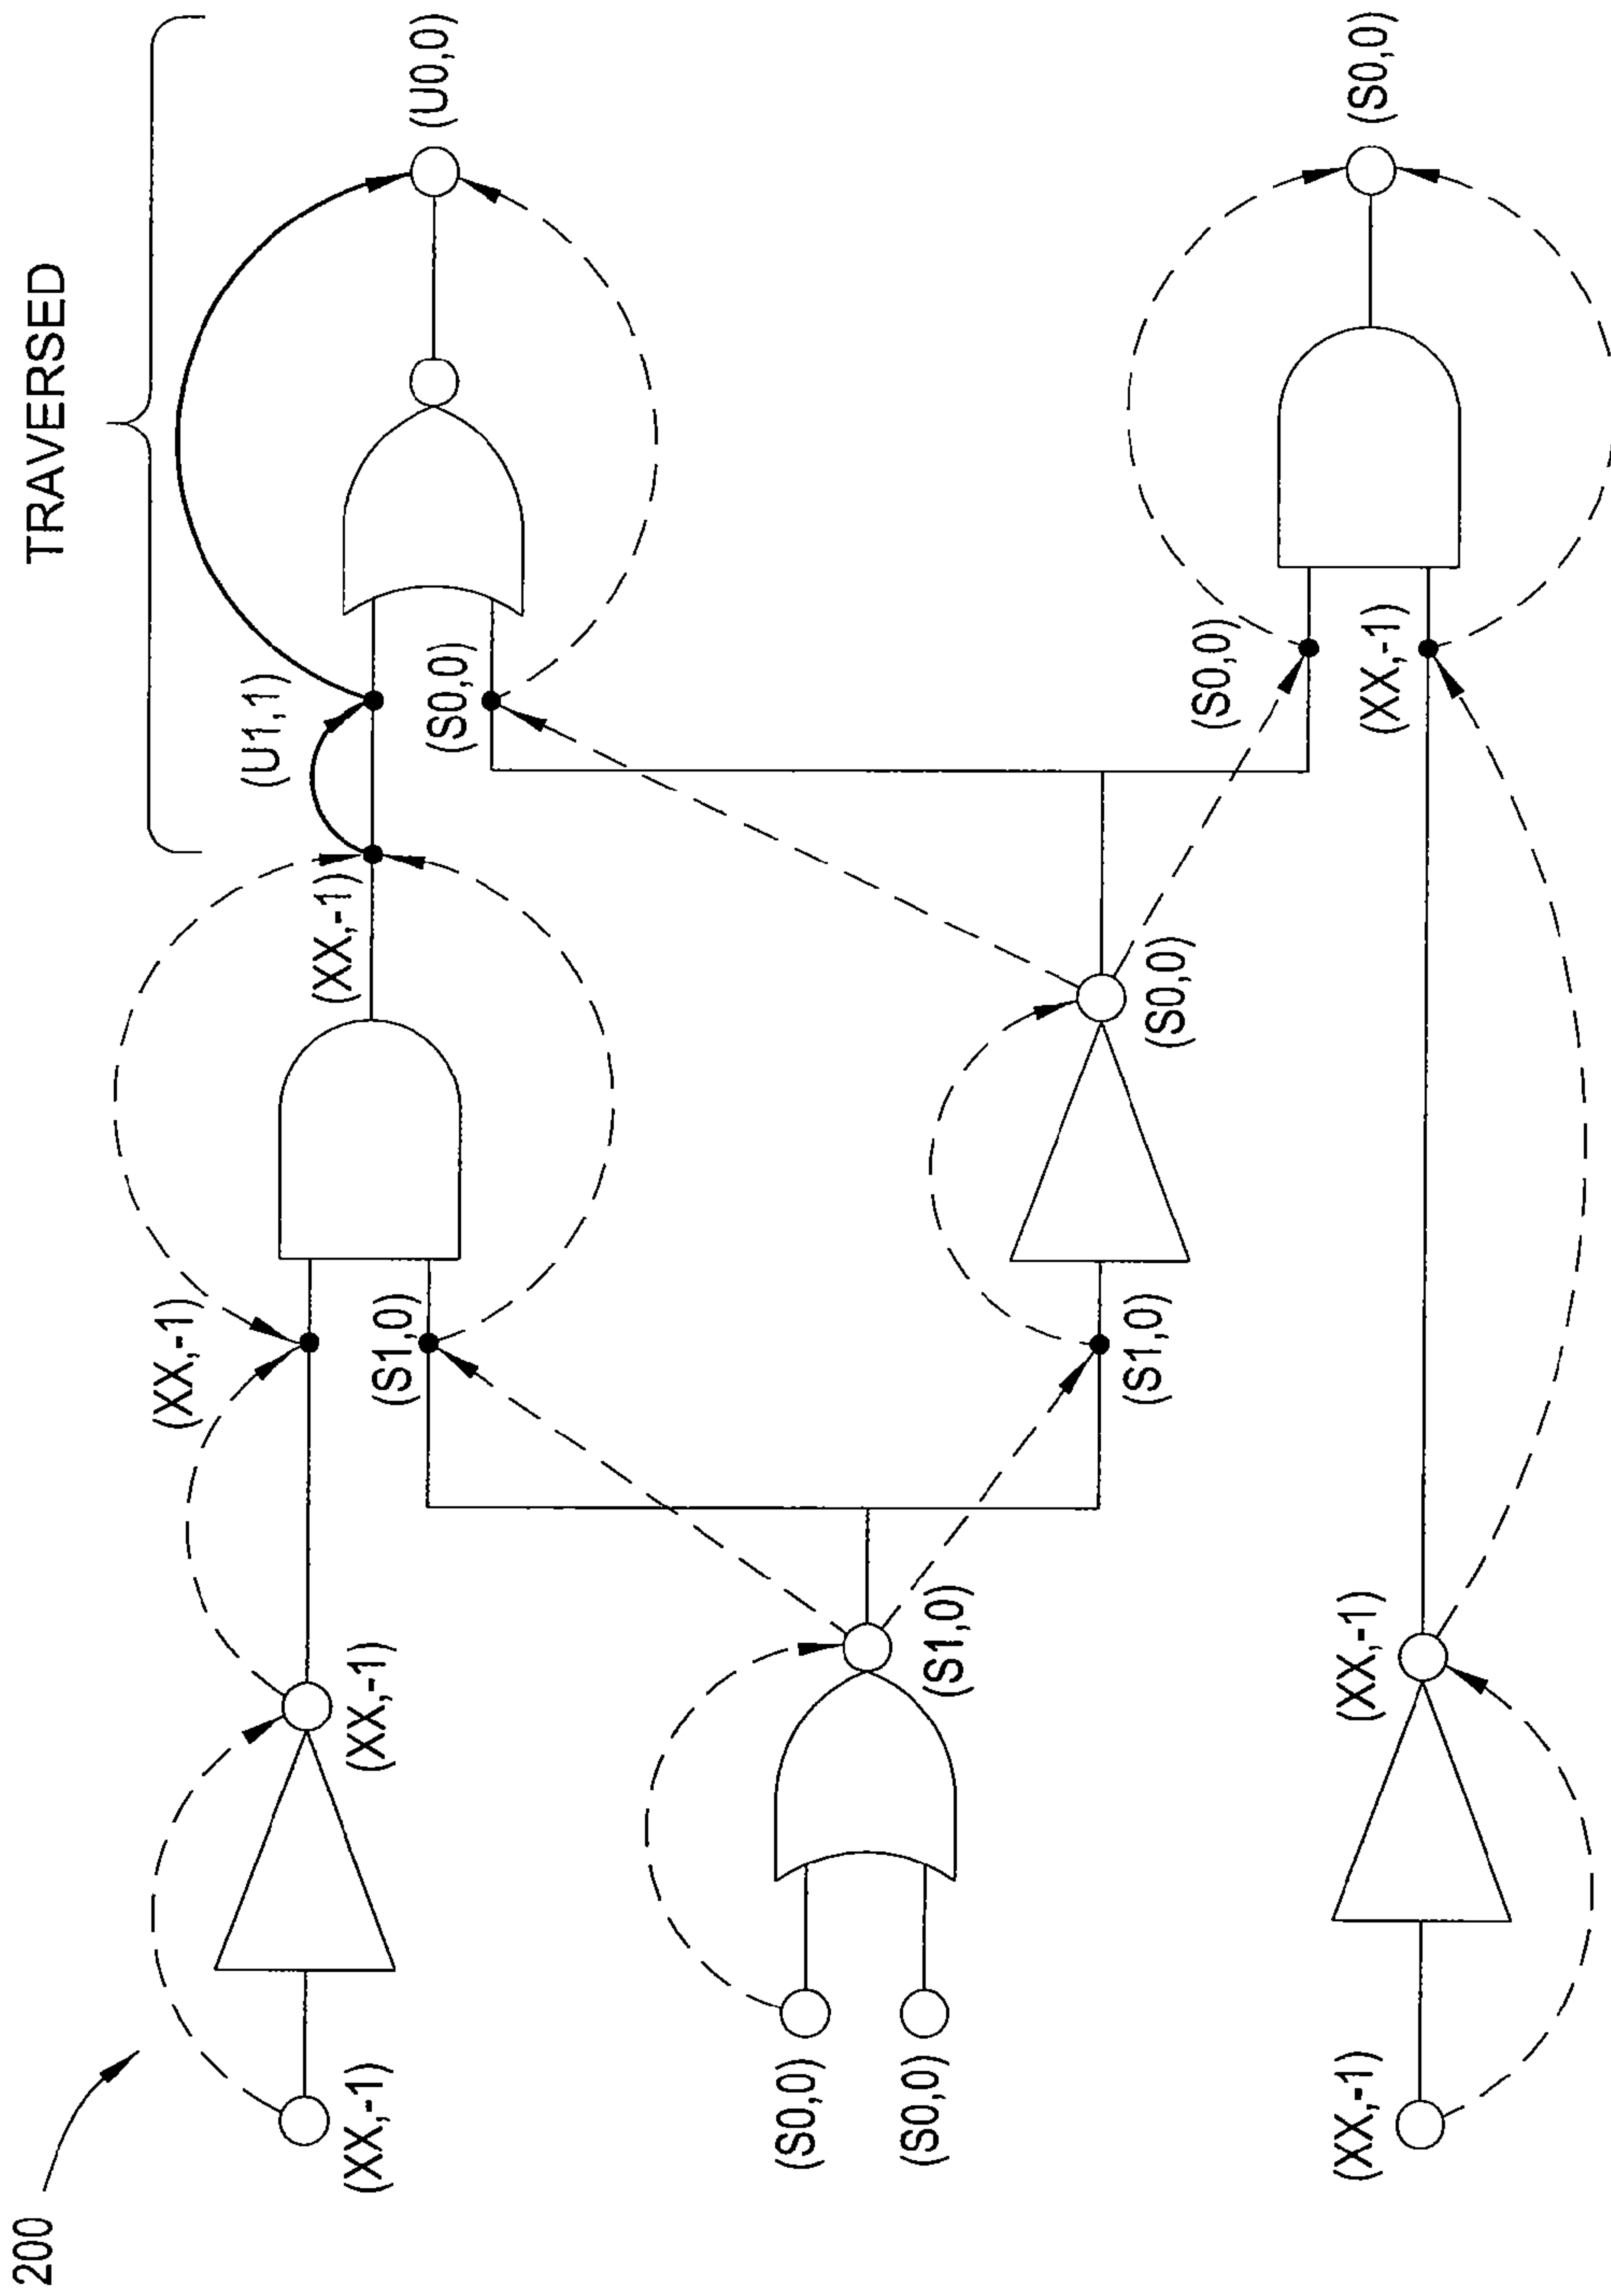 200
TRAVERSED
(XX,-1)
(U1,1)
(XX,-1)
(XX,-1)
(XX,-1)
(S1,0)
(S0,0)
(U0,0)
(S0,0)
(S0,0)
(S1,0)
(S1,0)
(S0,0)
(S0,0)
(XX,-1)
(XX,-1)
(XX,-1)
(S0,0)